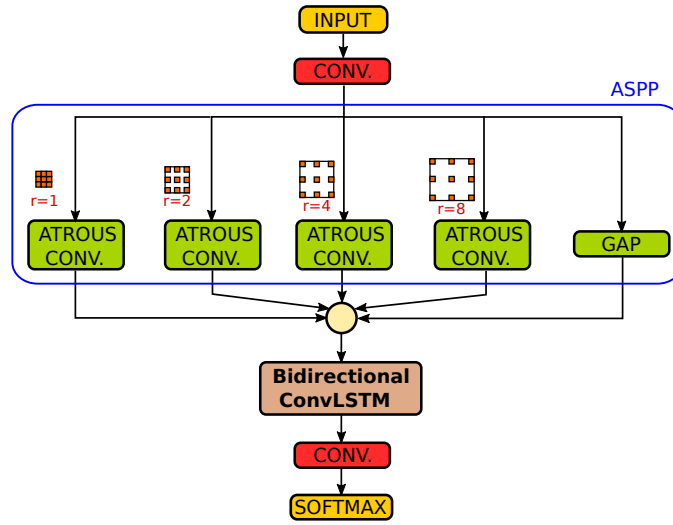 INPUT
CONV.
ASPP
r=1
r=2
r=4
r=8
ATROUS
CONV.
ATROUS
CONV.
ATROUS
CONV.
ATROUS
CONV.
GAP
Bidirectional
ConvLSTM
CONV.
SOFTMAX